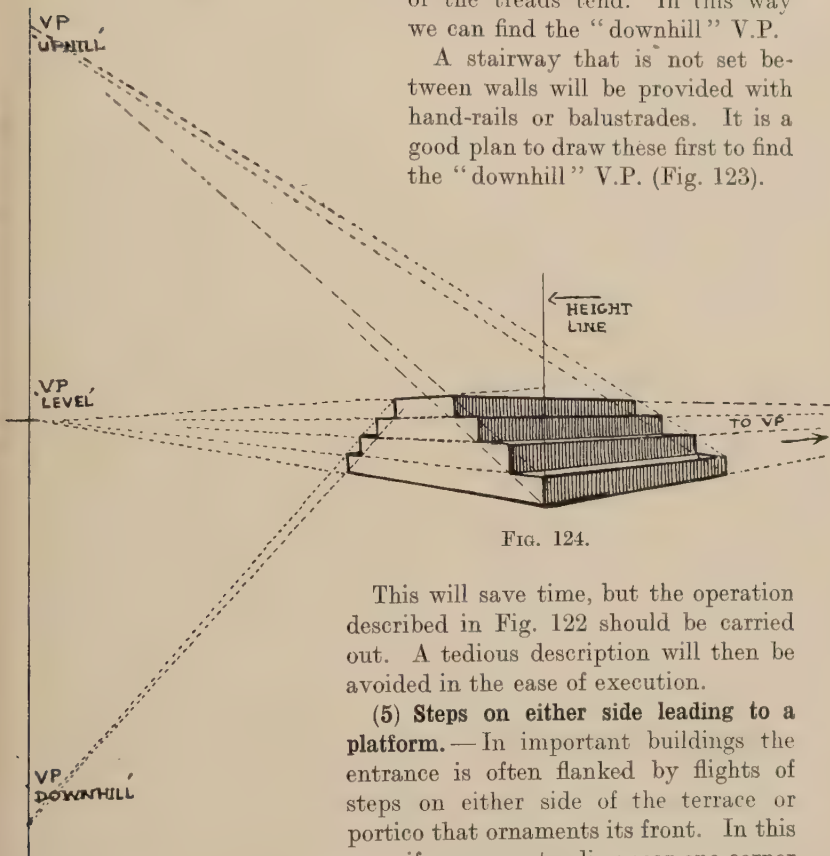 of the treads tend. In this way
we can find the “downhill” V.P.
A stairway that is not set be-
tween walls will be provided with
hand-rails or balustrades. It is a
good plan to draw these first to find
the “downhill” V.P. (Fig. 123).
VP
UPHILL
HEIGHT
LINE
VP
LEVEL
TO VP
Fig. 124.
VP
DOWNHILL
This will save time, but the operation
described in Fig. 122 should be carried
out. A tedious description will then be
avoided in the ease of execution.
(5) Steps on either side leading to a
platform. — In important buildings the
entrance is often flanked by flights of
steps on either side of the terrace or
portico that ornaments its front. In this